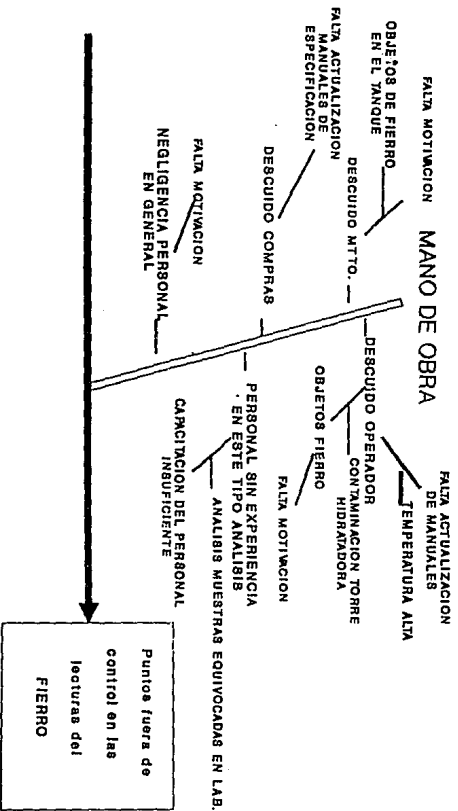 MANO DE OBRA
FALTA MOTIVACION
OBJETOS DE FIERRO
EN EL TANQUE
DESCUIDO MTTO.
FALTA ACTUALIZACION
MANUALES DE
ESPECIFICACION
DESCUIDO COMPRAS
FALTA MOTIVACION
NEGLIGENCIA PERSONAL
EN GENERAL
FALTA ACTUALIZACION
DE MANUALES
TEMPERATURA ALTA
DESCUIDO OPERADOR
CONTAMINACION TORRE
HIDRATADORA
OBJETOS FIERRO
FALTA MOTIVACION
PERSONAL SIN EXPERIENCIA
EN ESTE TIPO ANALISIS
ANALISIS MUESTRAS EQUIVOCADAS EN LAB.
CAPACITACION DEL PERSONAL
INSUFICIENTE
Puntos fuera de
control en las
lecturas del
FIERRO